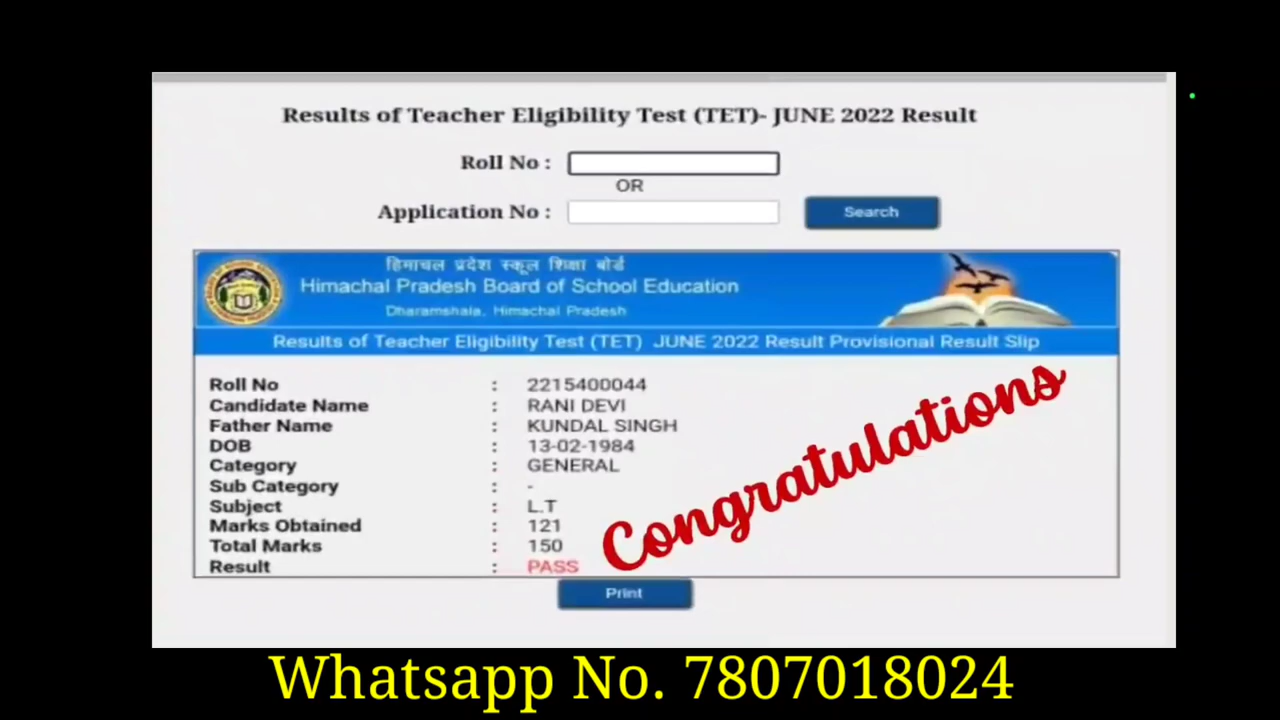 Results of Teacher Eligibility Test (TET)- JUNE 2022 Result
Roll No :
OR
Application No :
Search
हिमाचल प्रदेश स्कूल शिक्षा बोर्ड
Himachal Pradesh Board of School Education
Dharamshala, Himachal Pradesh
Results of Teacher Eligibility Test (TET) JUNE 2022 Result Provisional Result Slip
Roll No : 2215400044
Candidate Name : RANI DEVI
Father Name : KUNDAL SINGH
DOB : 13-02-1984
Category : GENERAL
Sub Category : -
Subject : L.T
Marks Obtained : 121
Total Marks : 150
Result : PASS
Congratulations
Print
Whatsapp No. 7807018024